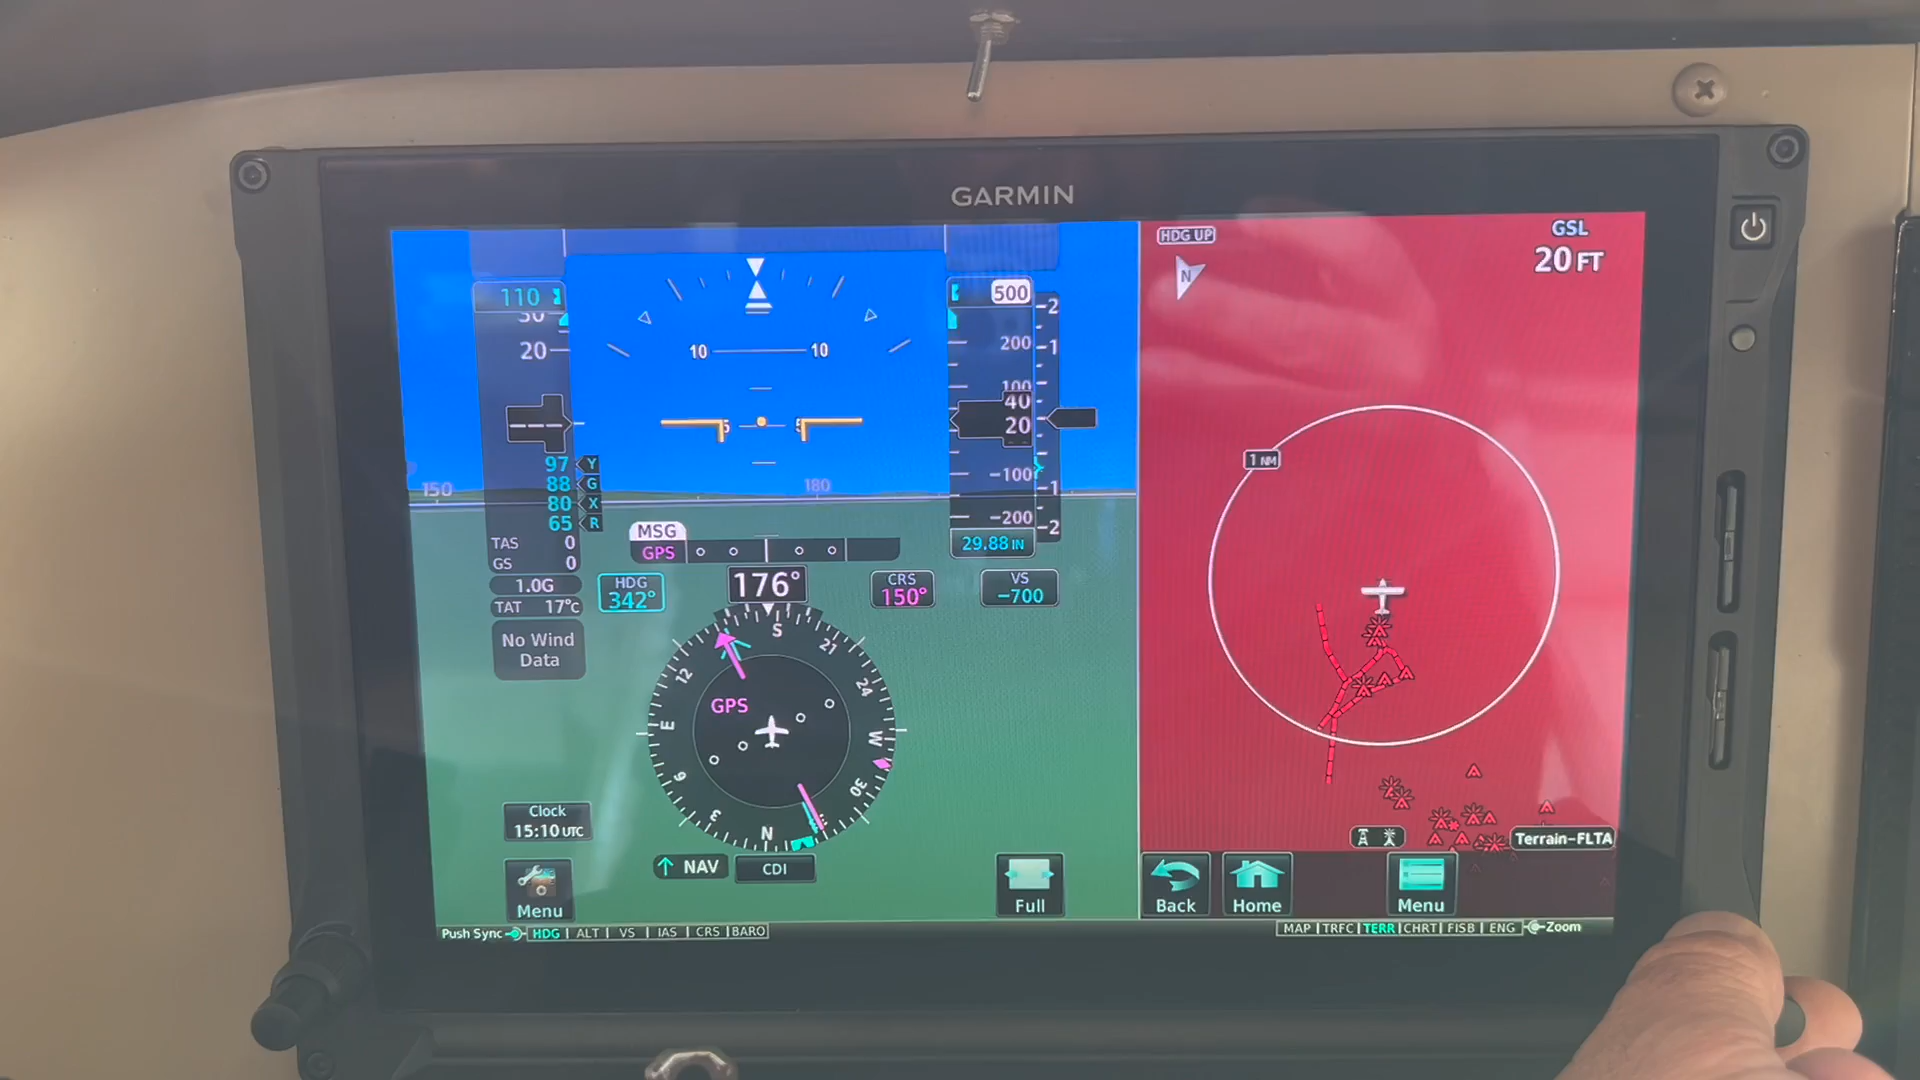 GARMIN
HDG UP
GSL
20 FT
N
110
500
30
20
10 10
2
200
1
100
40
20
5 5
97 Y
88 G
80 X
65 R
-100
1
150
180
-200
2
1 NM
MSG
GPS
29.88 IN
TAS 0
GS 0
1.0G
TAT 17°C
HDG
342°
176°
CRS
150°
VS
-700
No Wind
Data
S
21
24
W
30
N
3
6
E
12
GPS
Clock
15:10 UTC
NAV
CDI
Terrain-FLTA
Menu
Full
Back
Home
Menu
Push Sync HDG | ALT | VS | IAS | CRS | BARO
MAP | TRFC | TERR | CHRT | FISB | ENG Zoom